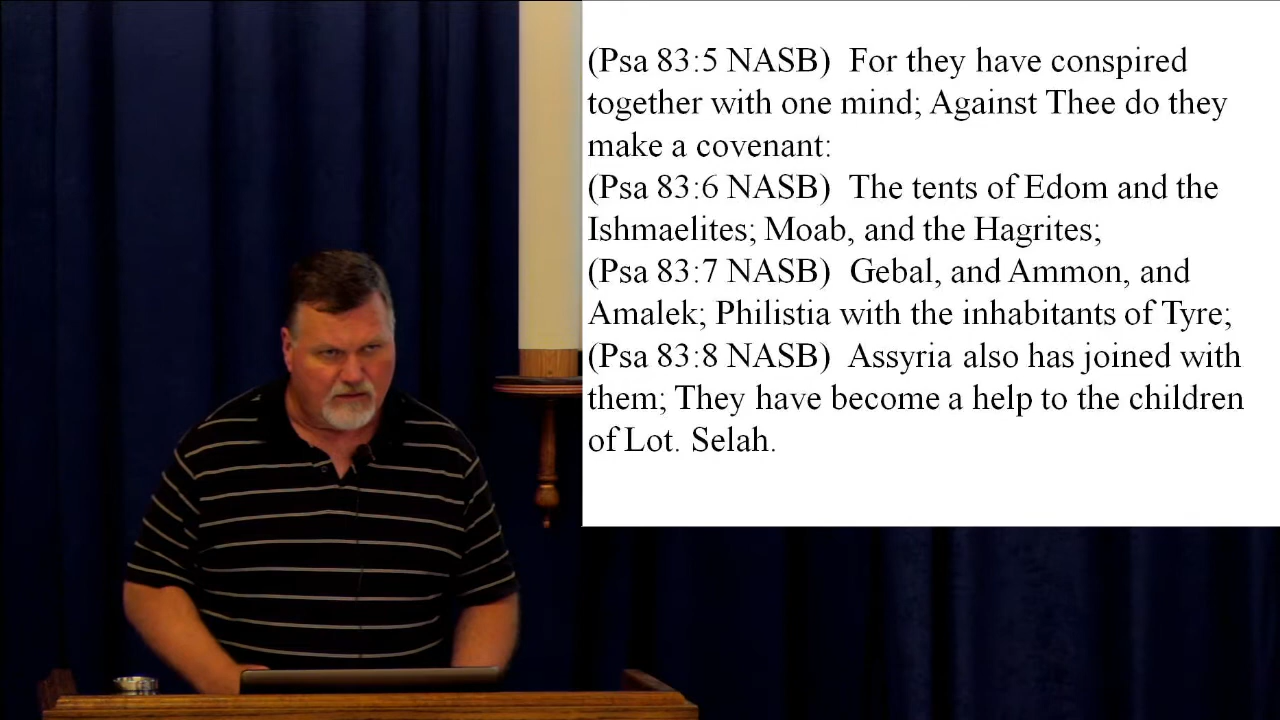 (Psa 83:5 NASB)  For they have conspired
together with one mind; Against Thee do they
make a covenant:
(Psa 83:6 NASB)  The tents of Edom and the
Ishmaelites; Moab, and the Hagrites;
(Psa 83:7 NASB)  Gebal, and Ammon, and
Amalek; Philistia with the inhabitants of Tyre;
(Psa 83:8 NASB)  Assyria also has joined with
them; They have become a help to the children
of Lot. Selah.